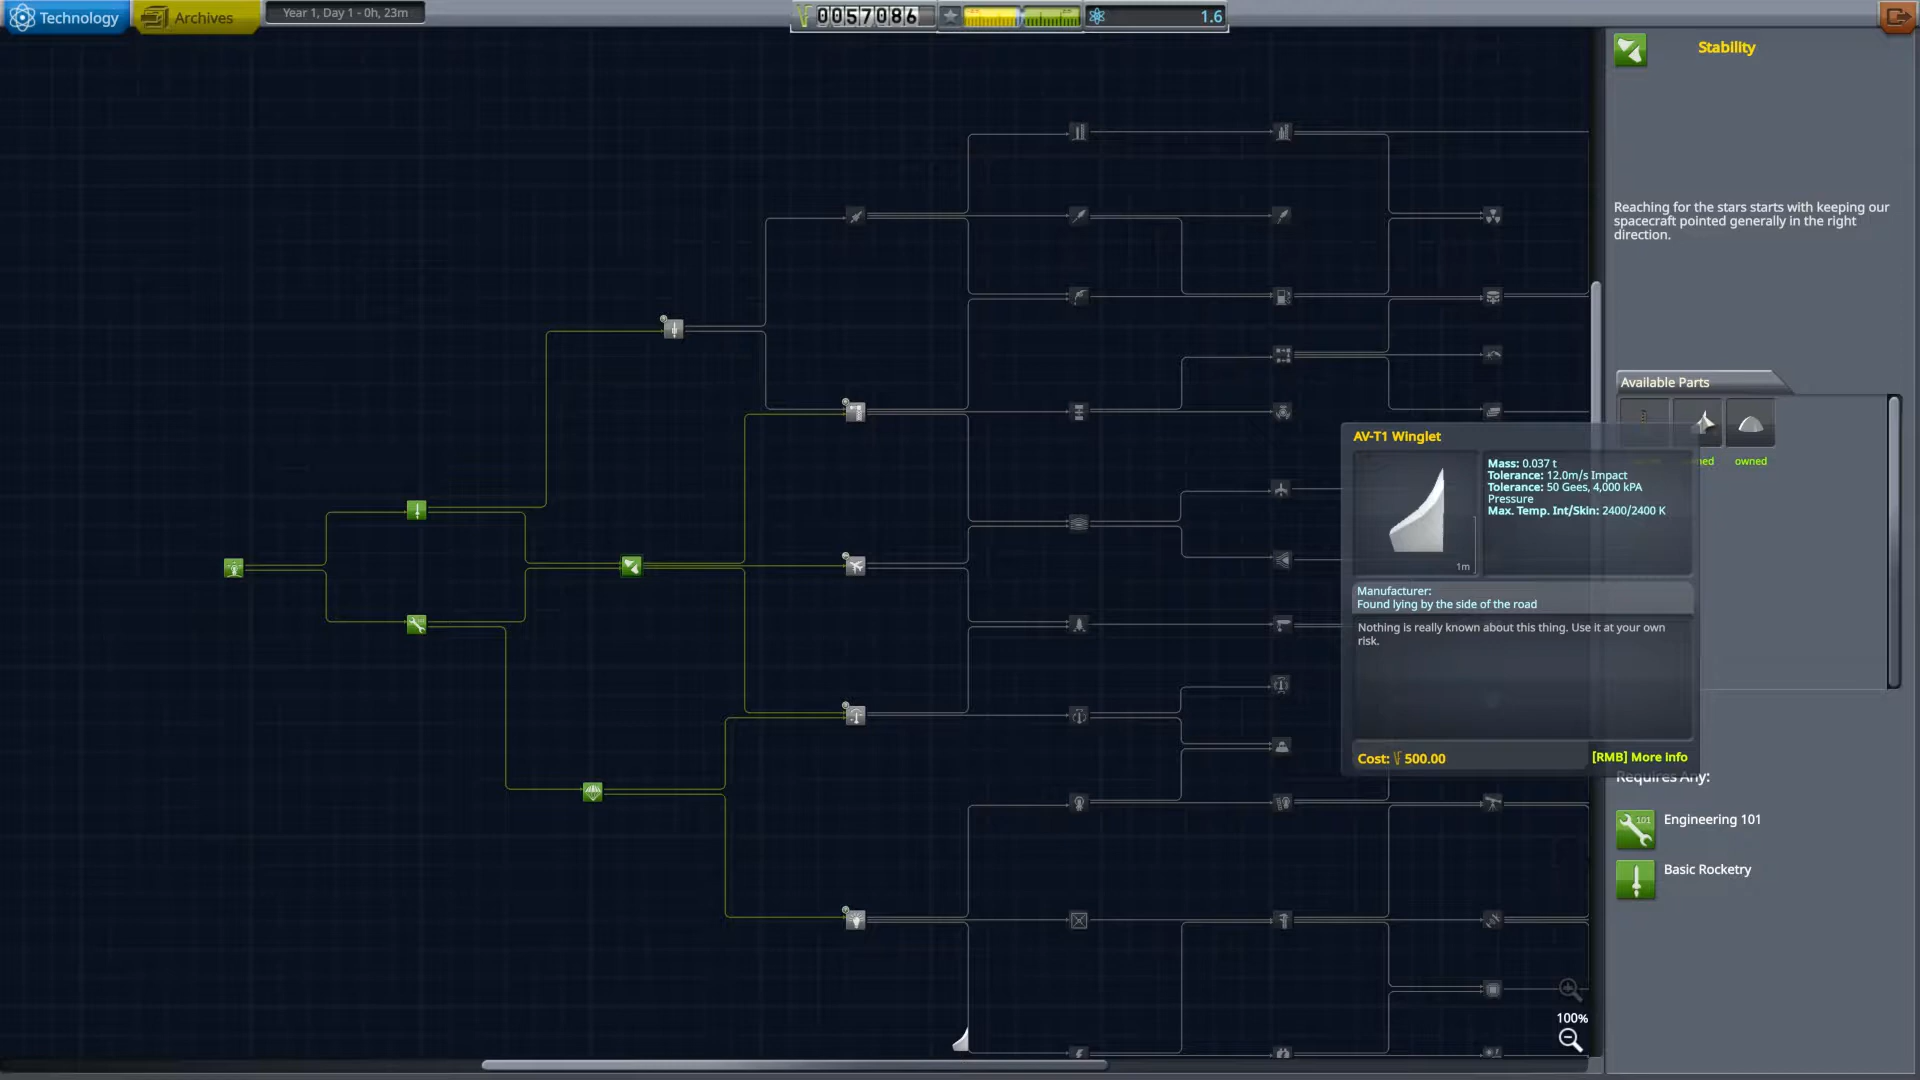 Technology
Archives
Year 1, Day 1 - 0h, 23m
0057086
1.6
Stability
Reaching for the stars starts with keeping our
spacecraft pointed generally in the right
direction.
Available Parts
owned
AV-T1 Winglet
Mass: 0.037 t
Tolerance: 12.0m/s Impact
Tolerance: 50 Gees, 4,000 kPA
Pressure
Max. Temp. Int/Skin: 2400/2400 K
1m
Manufacturer:
Found lying by the side of the road
Nothing is really known about this thing. Use it at your own
risk.
Cost: 500.00
[RMB] More Info
Requires Any:
101
Engineering 101
Basic Rocketry
100%